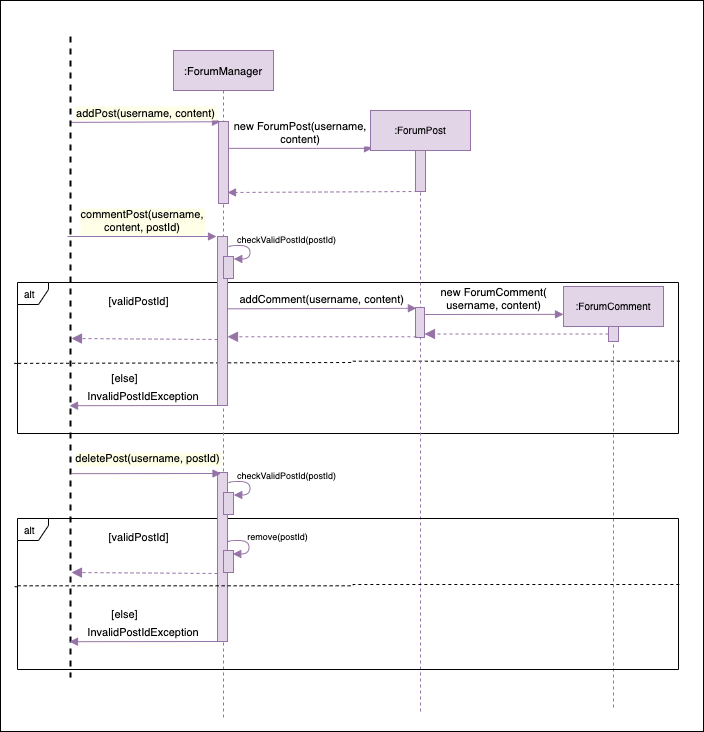 :ForumManager
addPost(username, content)
new ForumPost(username,
content)
:ForumPost
commentPost(username,
content, postId)
checkValidPostId(postId)
alt
[validPostId]
addComment(username, content)
new ForumComment(
username, content)
:ForumComment
[else]
InvalidPostIdException
deletePost(username, postId)
checkValidPostId(postId)
alt
[validPostId]
remove(postId)
[else]
InvalidPostIdException